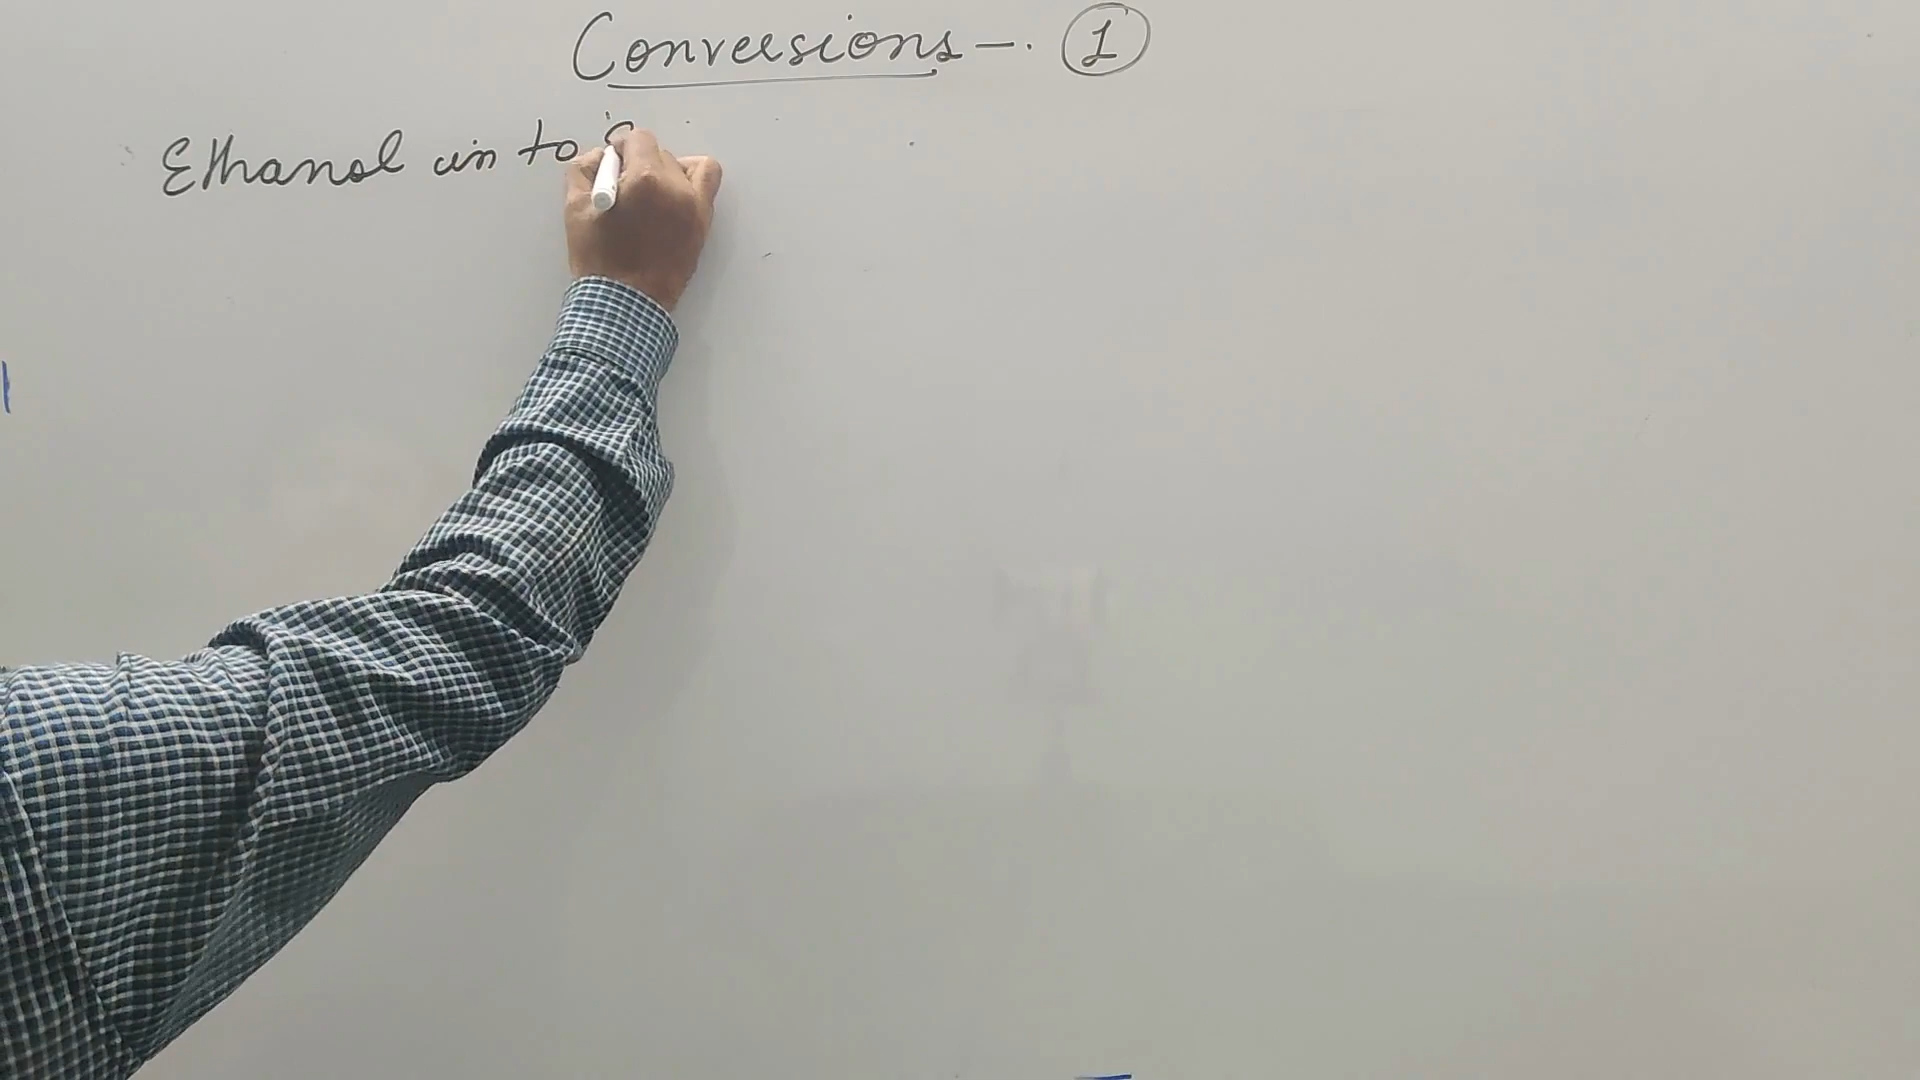 Conversions - . 1
Ethanol in to